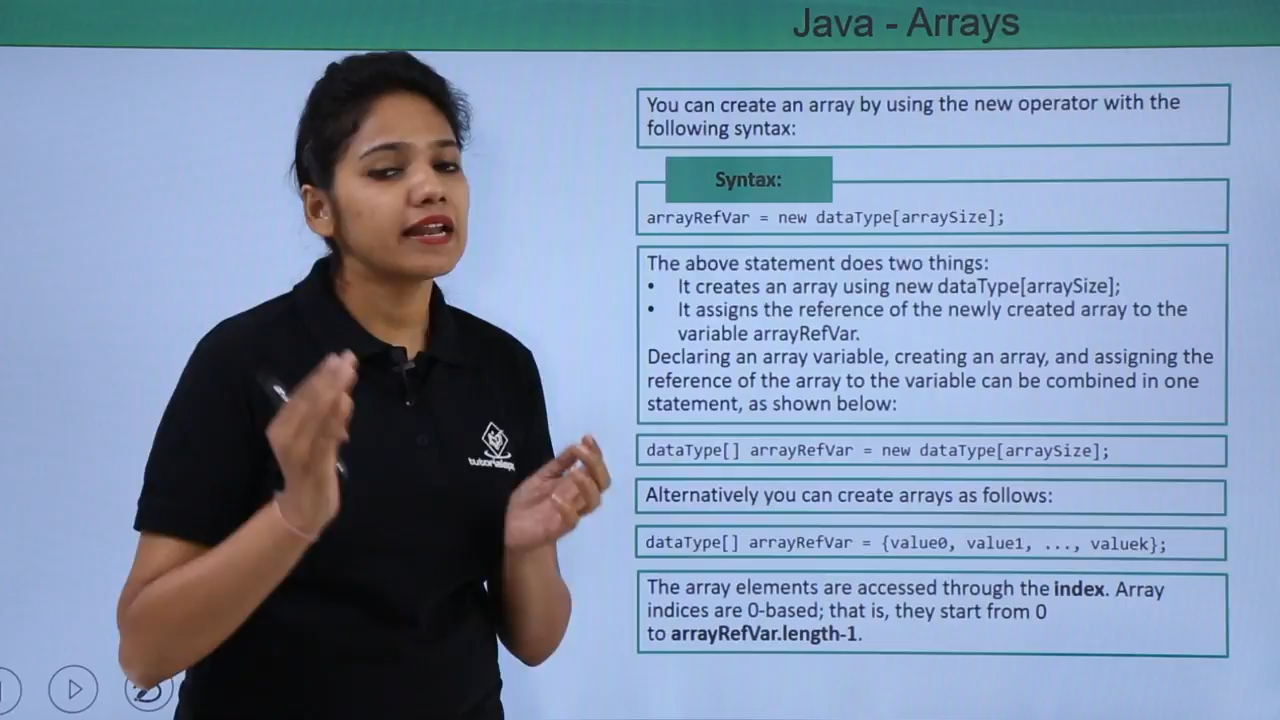 Java - Arrays
You can create an array by using the new operator with the
following syntax:
Syntax:
arrayRefVar = new dataType[arraySize];
The above statement does two things:
• It creates an array using new dataType[arraySize];
• It assigns the reference of the newly created array to the
variable arrayRefVar.
Declaring an array variable, creating an array, and assigning the
reference of the array to the variable can be combined in one
statement, as shown below:
dataType[] arrayRefVar = new dataType[arraySize];
Alternatively you can create arrays as follows:
dataType[] arrayRefVar = {value0, value1, ..., valuek};
The array elements are accessed through the index. Array
indices are 0-based; that is, they start from 0
to arrayRefVar.length-1.